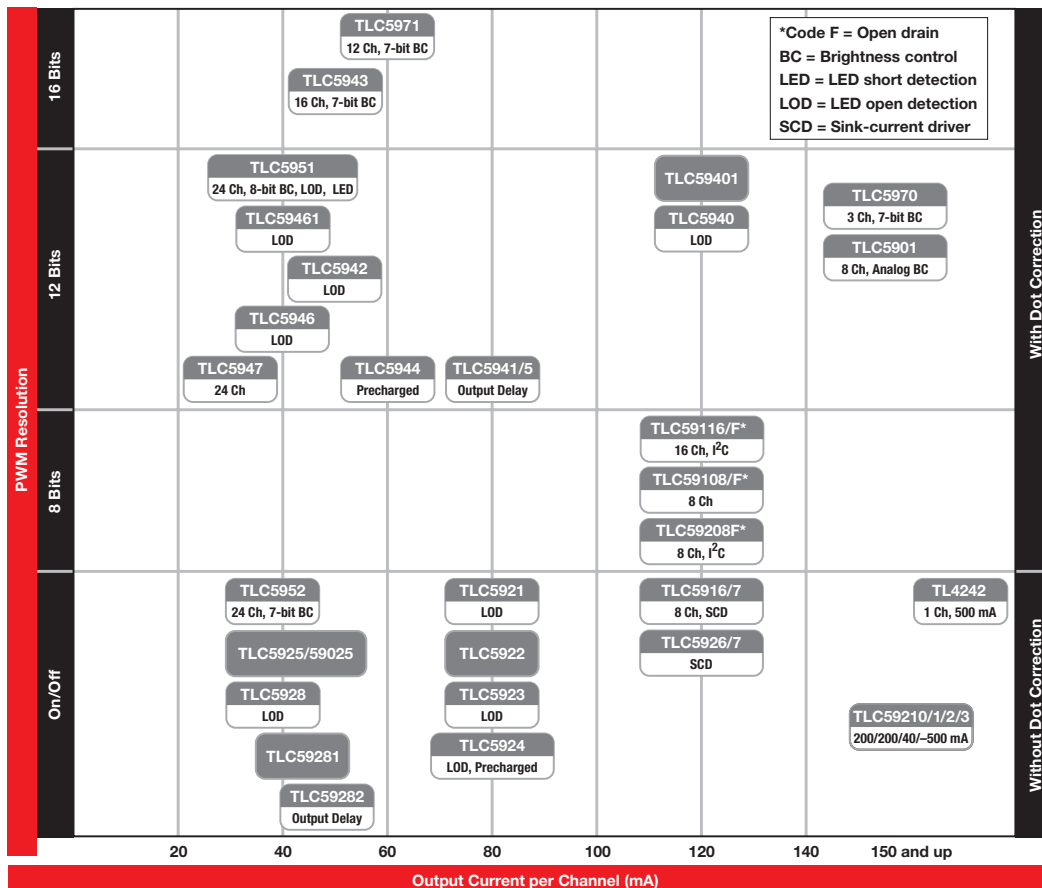 TLC5971
12 Ch, 7-bit BC
TLC5943
16 Ch, 7-bit BC
*Code F = Open drain
BC = Brightness control
LED = LED short detection
LOD = LED open detection
SCD = Sink-current driver
16 Bits
TLC5951
24 Ch, 8-bit BC, LOD, LED
TLC59461
LOD
TLC5942
LOD
TLC5946
LOD
TLC5947
24 Ch
TLC5944
Precharged
TLC5941/5
Output Delay
TLC59401
TLC5940
LOD
TLC5970
3 Ch, 7-bit BC
TLC5901
8 Ch, Analog BC
12 Bits
With Dot Correction
PWM Resolution
TLC59116/F*
16 Ch, I²C
TLC59108/F*
8 Ch
TLC59208F*
8 Ch, I²C
8 Bits
TLC5952
24 Ch, 7-bit BC
TLC5925/59025
TLC5928
LOD
TLC59281
TLC59282
Output Delay
TLC5921
LOD
TLC5922
TLC5923
LOD
TLC5924
LOD, Precharged
TLC5916/7
8 Ch, SCD
TLC5926/7
SCD
TL4242
1 Ch, 500 mA
TLC59210/1/2/3
200/200/40/–500 mA
On/Off
Without Dot Correction
20 40 60 80 100 120 140 150 and up
Output Current per Channel (mA)